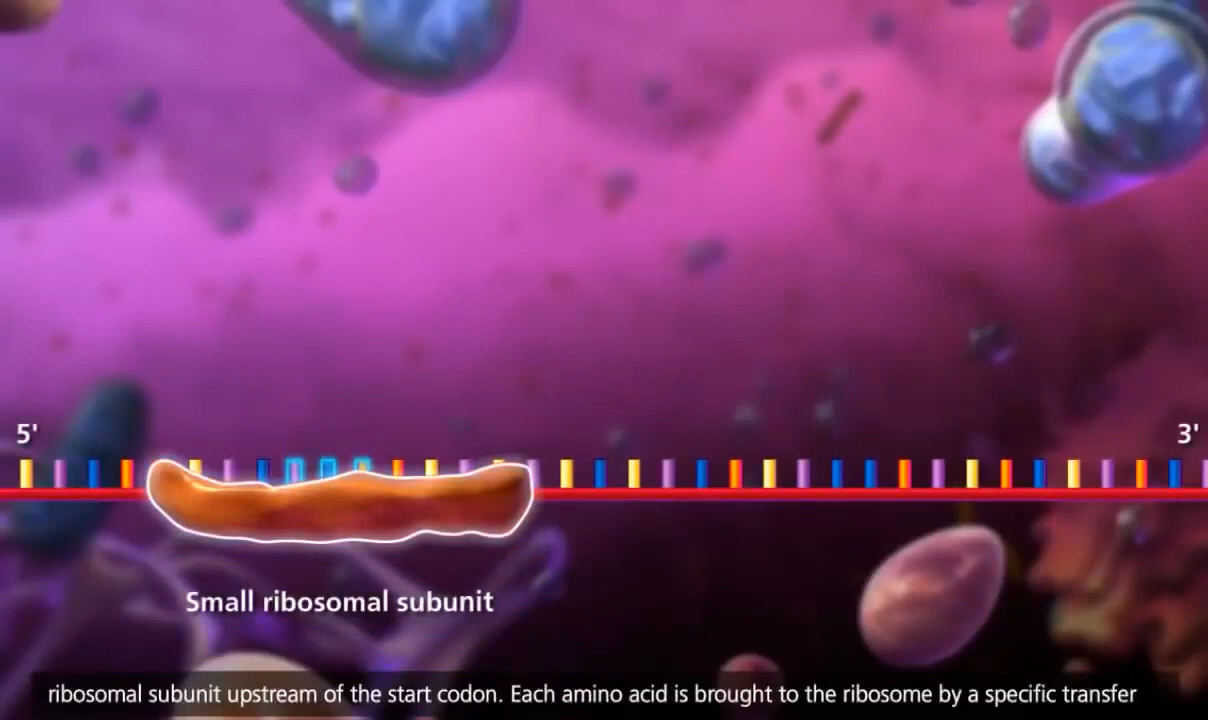 5' 3'
Small ribosomal subunit
ribosomal subunit upstream of the start codon. Each amino acid is brought to the ribosome by a specific transfer